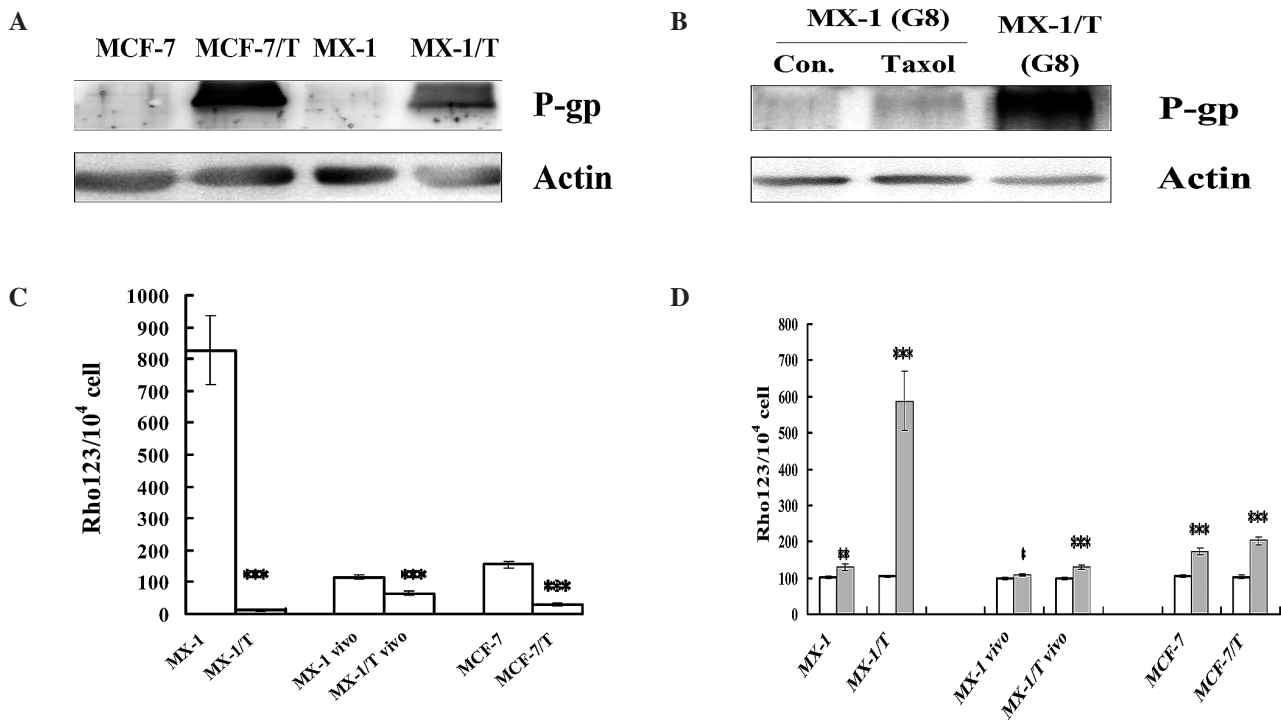 A
MCF-7 MCF-7/T MX-1 MX-1/T
P-gp
Actin
B
MX-1 (G8) MX-1/T
Con. Taxol (G8)
P-gp
Actin
C
1000
900
800
700
600
500
400
300
200
100
0
Rho123/10⁴ cell
***
***
***
MX-1
MX-1/T
MX-1 vivo
MX-1/T vivo
MCF-7
MCF-7/T
D
800
700
600
500
400
300
200
100
0
Rho123/10⁴ cell
**
***
*
***
***
***
MX-1
MX-1/T
MX-1 vivo
MX-1/T vivo
MCF-7
MCF-7/T